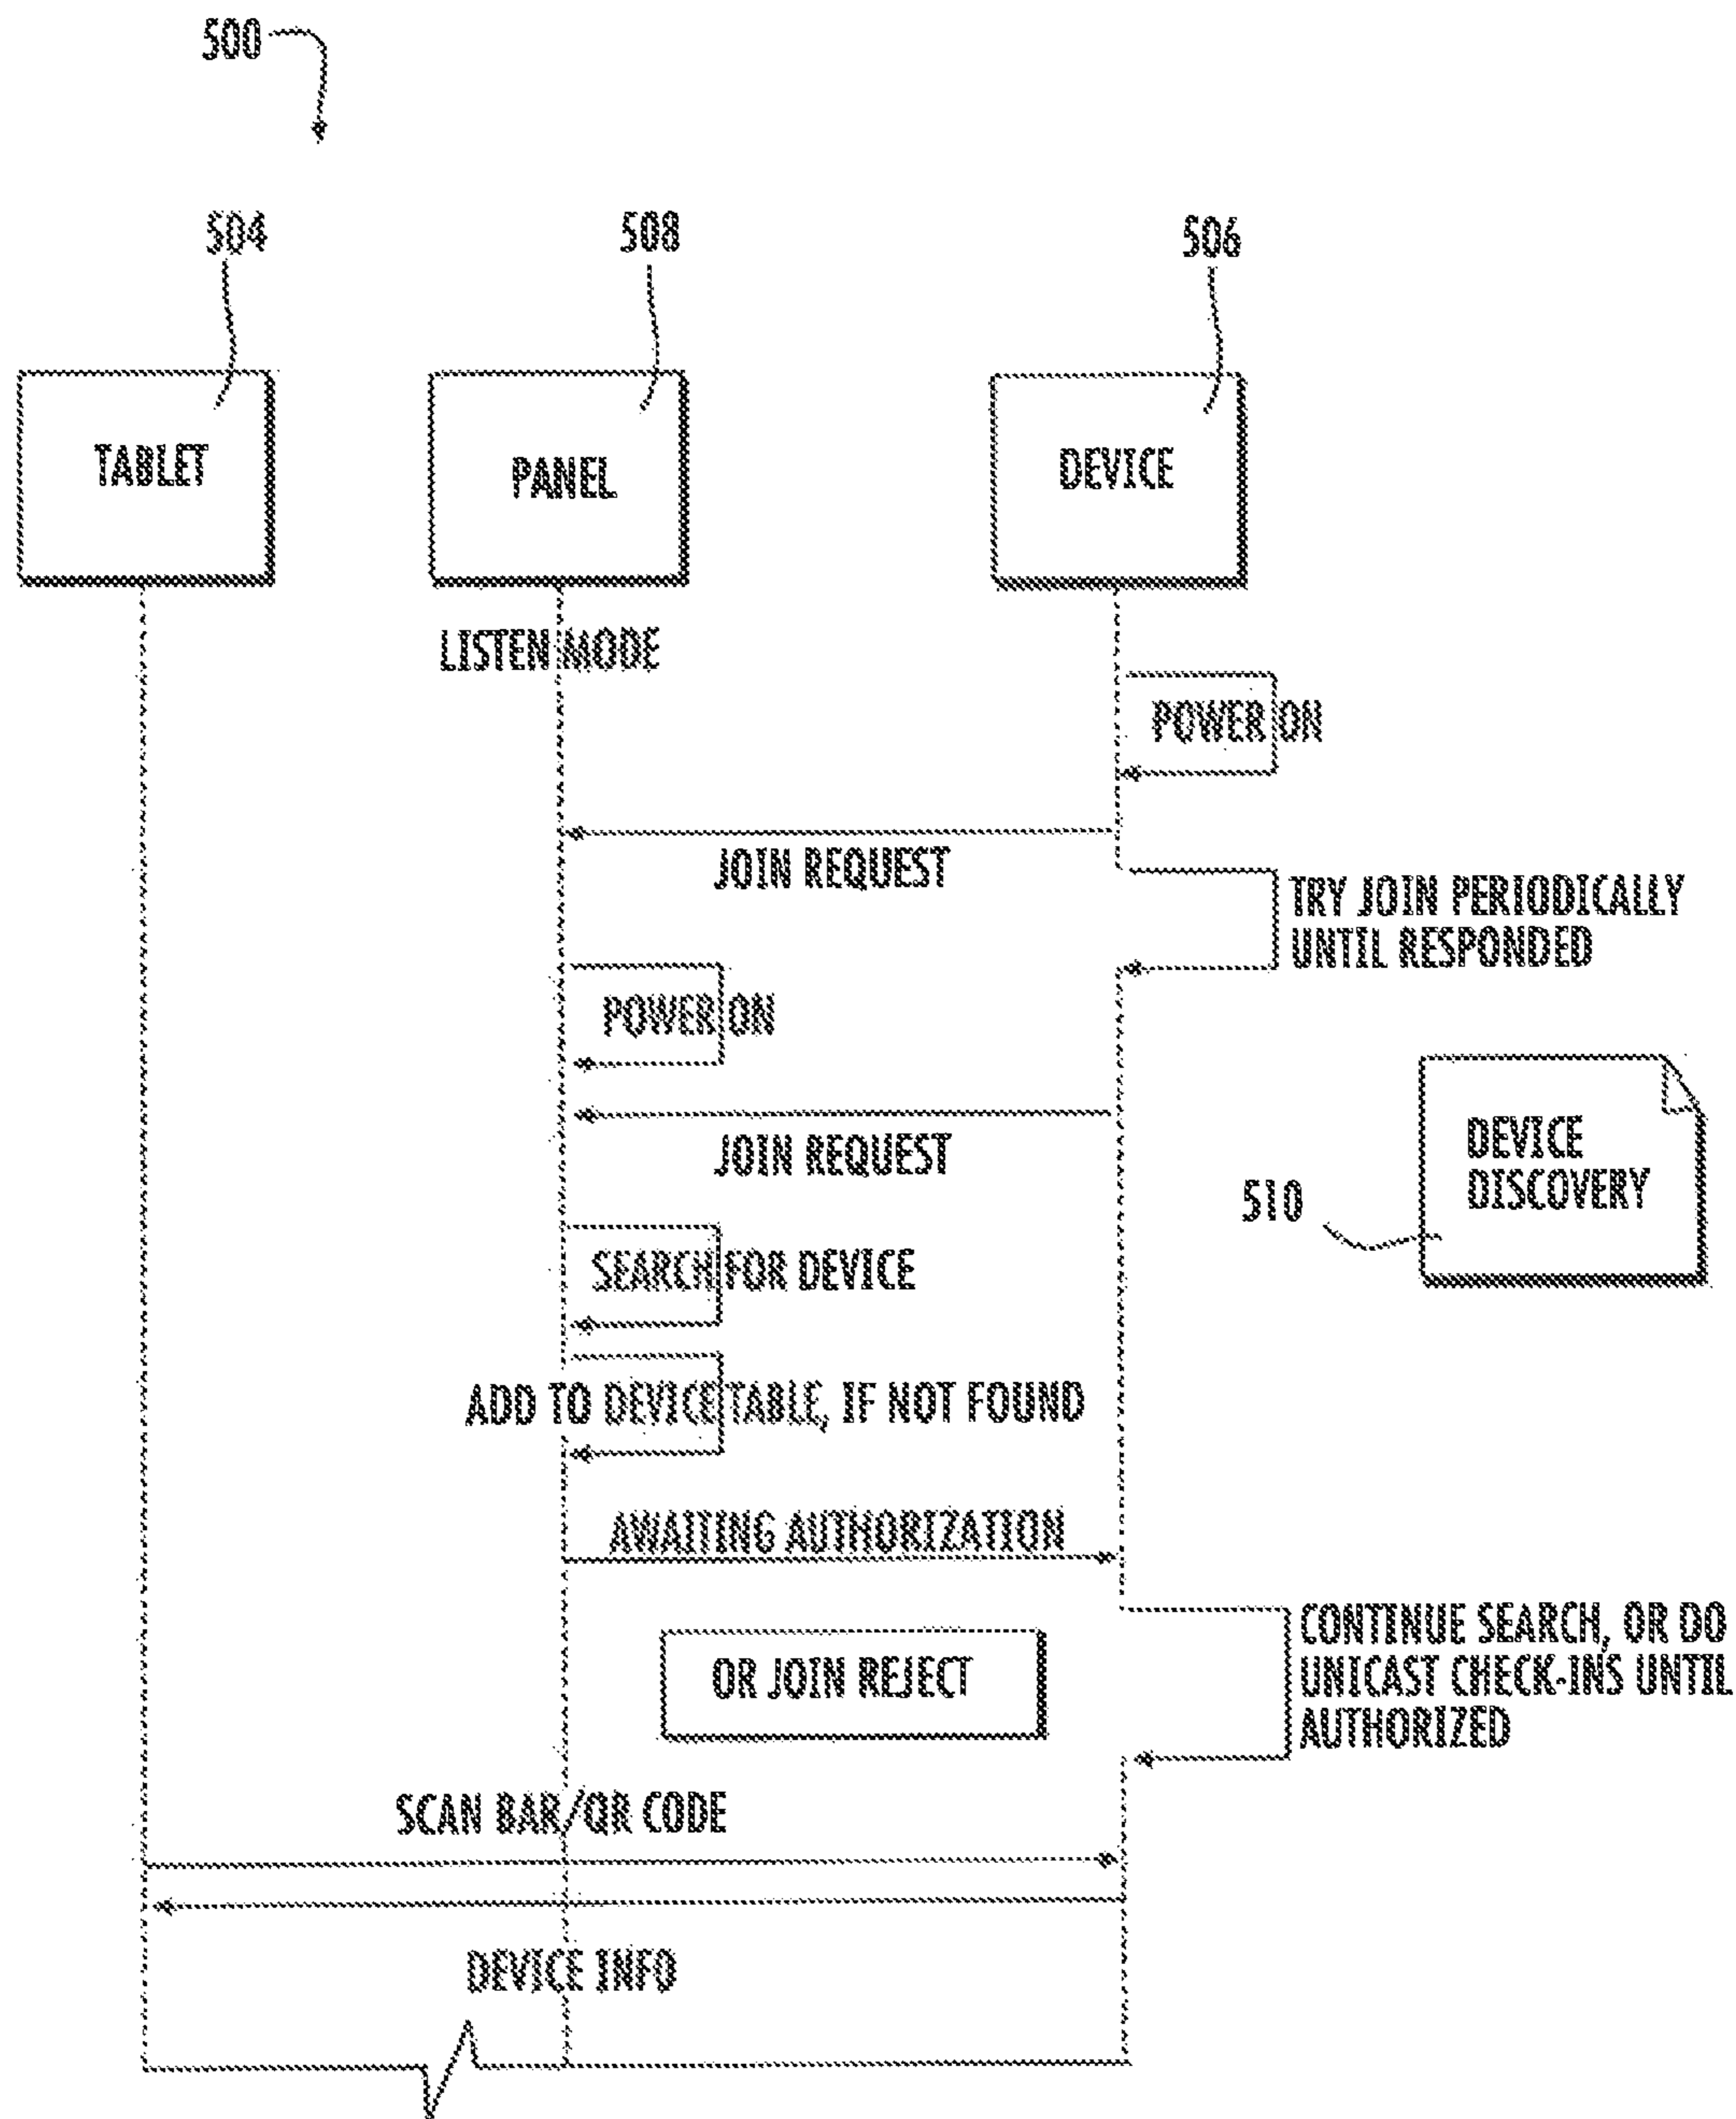 500
504
508
506
TABLET
PANEL
DEVICE
LISTEN MODE
POWER ON
JOIN REQUEST
TRY JOIN PERIODICALLY
UNTIL RESPONDED
POWER ON
JOIN REQUEST
DEVICE
DISCOVERY
510
SEARCH FOR DEVICE
ADD TO DEVICE TABLE, IF NOT FOUND
AWAITING AUTHORIZATION
OR JOIN REJECT
CONTINUE SEARCH, OR DO
UNICAST CHECK-INS UNTIL
AUTHORIZED
SCAN BAR/QR CODE
DEVICE INFO